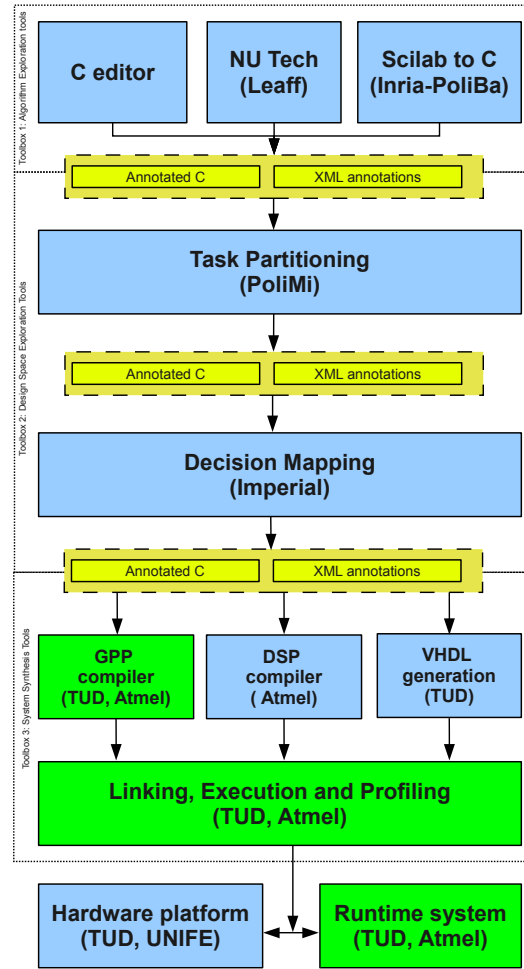 Toolbox 1: Algorithm Exploration tools
C editor
NU Tech
(Leaff)
Scilab to C
(Inria-PoliBa)
Annotated C
XML annotations
Toolbox 2: Design Space Exploration Tools
Task Partitioning
(PoliMi)
Annotated C
XML annotations
Decision Mapping
(Imperial)
Annotated C
XML annotations
Toolbox 3: System Synthesis Tools
GPP
compiler
(TUD, Atmel)
DSP
compiler
( Atmel)
VHDL
generation
(TUD)
Linking, Execution and Profiling
(TUD, Atmel)
Hardware platform
(TUD, UNIFE)
Runtime system
(TUD, Atmel)